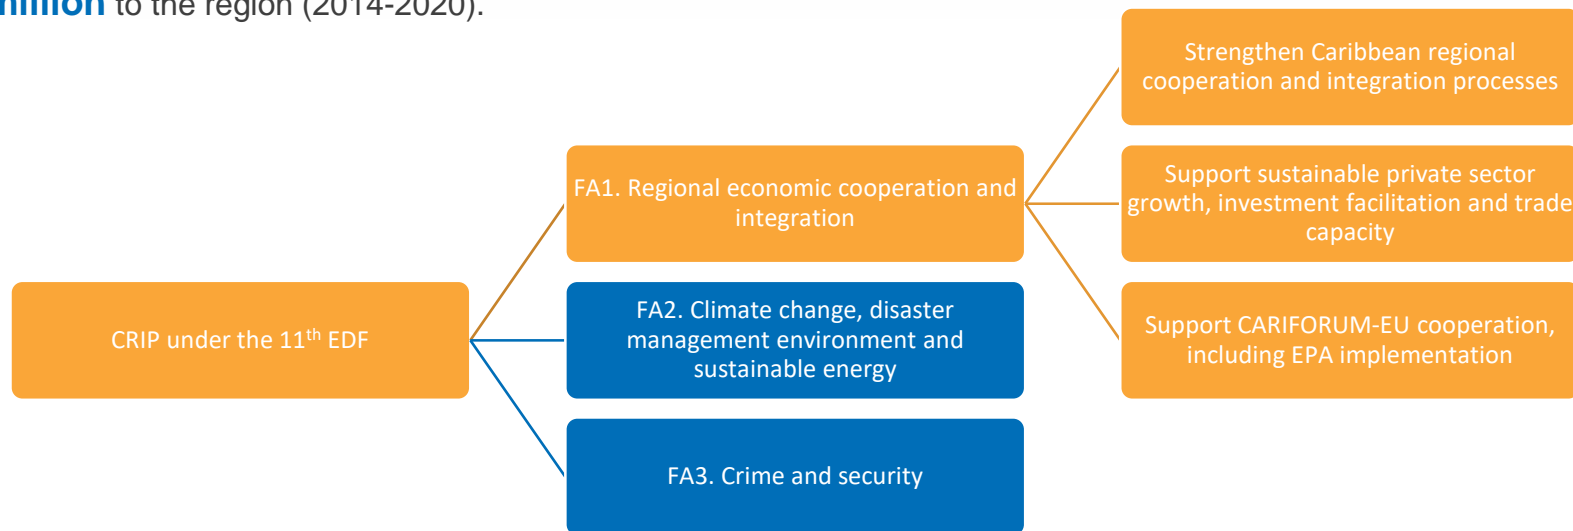 million to the region (2014-2020).
Strengthen Caribbean regional
cooperation and integration processes
FA1. Regional economic cooperation and
integration
Support sustainable private sector
growth, investment facilitation and trade
capacity
CRIP under the 11th EDF
FA2. Climate change, disaster
management environment and
sustainable energy
Support CARIFORUM-EU cooperation,
including EPA implementation
FA3. Crime and security